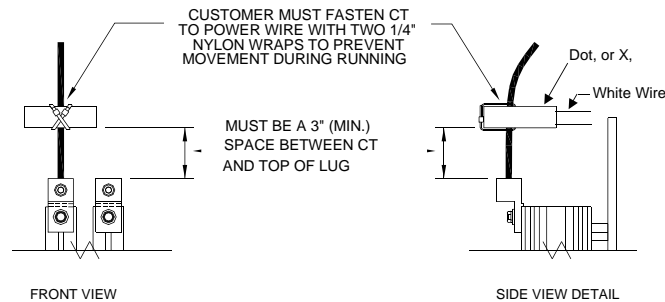 CUSTOMER MUST FASTEN CT
TO POWER WIRE WITH TWO 1/4"
NYLON WRAPS TO PREVENT
MOVEMENT DURING RUNNING
Dot, or X,
White Wire
MUST BE A 3" (MIN.)
SPACE BETWEEN CT
AND TOP OF LUG
FRONT VIEW
SIDE VIEW DETAIL